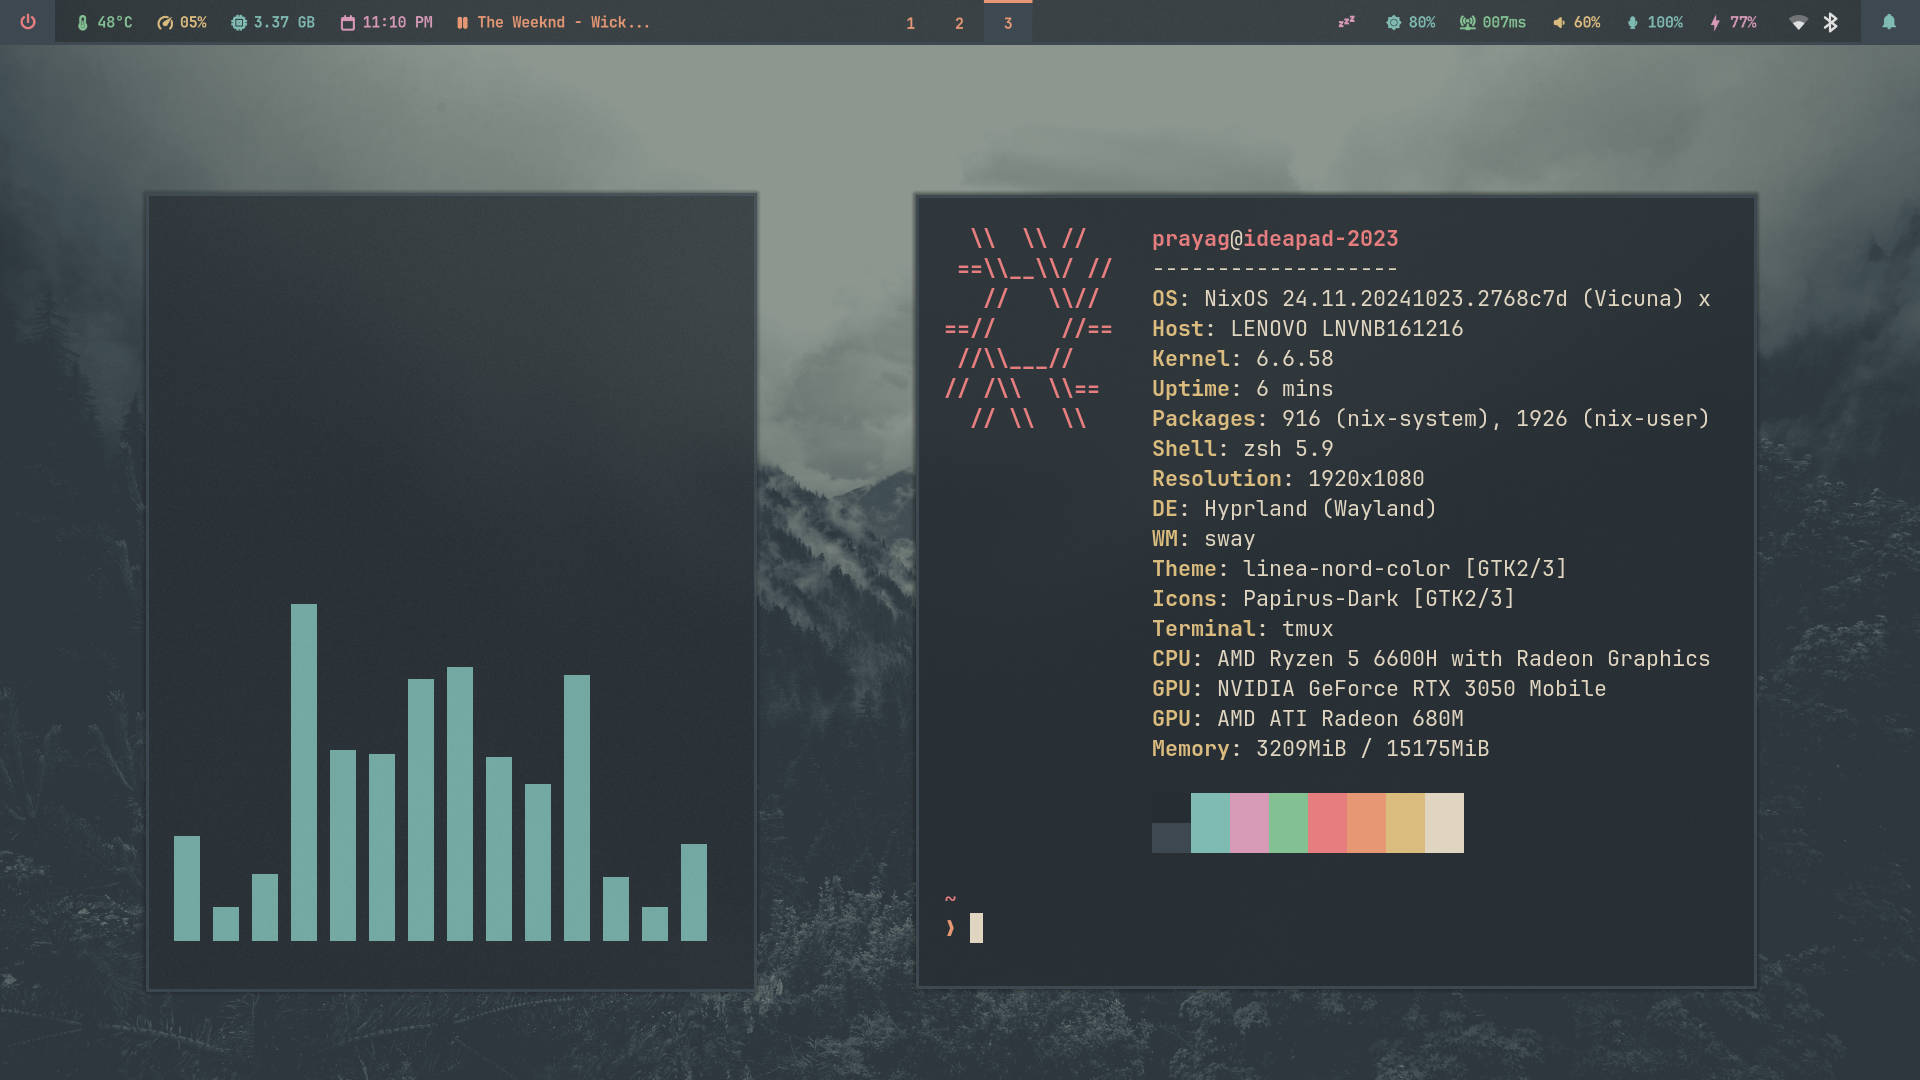 48°C 05% 3.37 GB 11:10 PM The Weeknd - Wick... 1 2 3 zzz 80% 007ms 60% 100% 77%
\\  \\ //
==\\__\\/ //
//   \\//
==//     //==
//\\___//
// /\\  \\==
// \\  \\
prayag@ideapad-2023
-------------------
OS: NixOS 24.11.20241023.2768c7d (Vicuna) x
Host: LENOVO LNVNB161216
Kernel: 6.6.58
Uptime: 6 mins
Packages: 916 (nix-system), 1926 (nix-user)
Shell: zsh 5.9
Resolution: 1920x1080
DE: Hyprland (Wayland)
WM: sway
Theme: linea-nord-color [GTK2/3]
Icons: Papirus-Dark [GTK2/3]
Terminal: tmux
CPU: AMD Ryzen 5 6600H with Radeon Graphics
GPU: NVIDIA GeForce RTX 3050 Mobile
GPU: AMD ATI Radeon 680M
Memory: 3209MiB / 15175MiB
~
❯